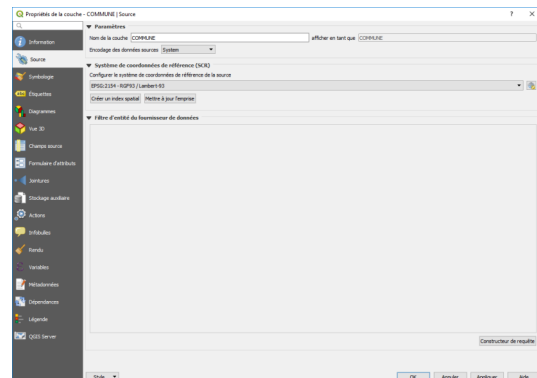 Propriétés de la couche - COMMUNE | Source
Information
Source
Symbologie
Étiquettes
Diagrammes
Vue 3D
Champs source
Formulaire d'attributs
Jointures
Stockage auxiliaire
Actions
Infobulles
Rendu
Variables
Métadonnées
Dépendances
Légende
QGIS Server
Paramètres
Nom de la couche COMMUNE afficher en tant que COMMUNE
Encodage des données sources System
Système de coordonnées de référence (SCR)
Configurer le système de coordonnées de référence de la source
EPSG:2154 - RGF93 / Lambert-93
Créer un index spatial Mettre à jour l'emprise
Filtre d'entité du fournisseur de données
Constructeur de requête
Style OK Annuler Appliquer Aide